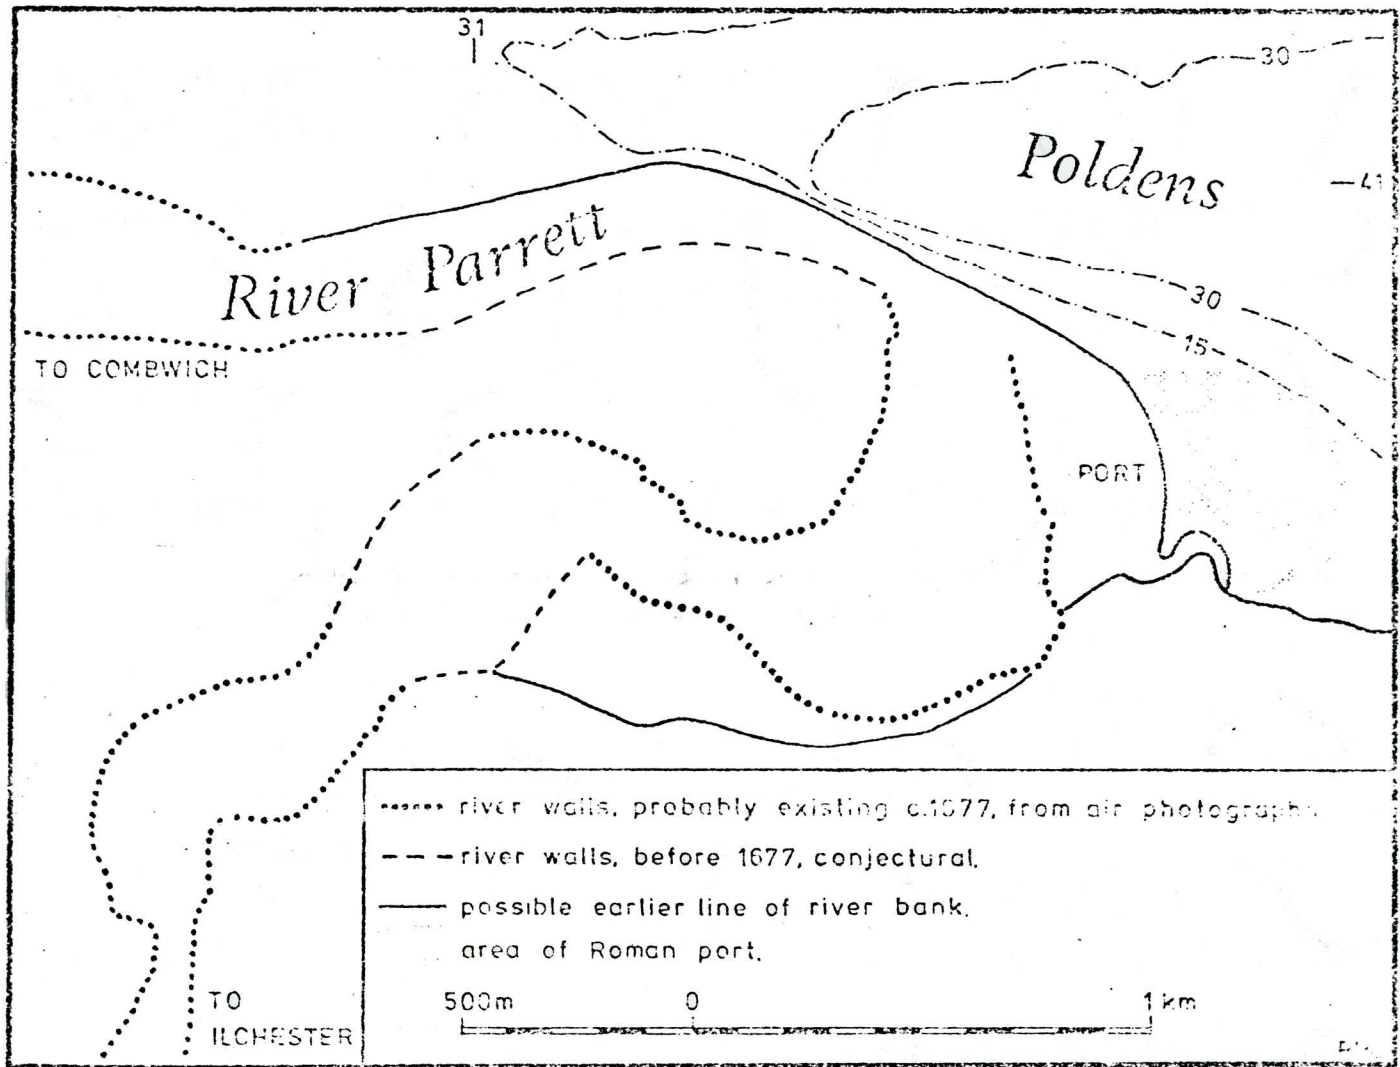 31
30
Poldens
41
River Parrett
30
15
TO COMBWICH
PORT
river walls, probably existing c.1677, from air photographs.
river walls, before 1677, conjectural.
possible earlier line of river bank.
area of Roman port.
TO
ILCHESTER
500m 0 1 km